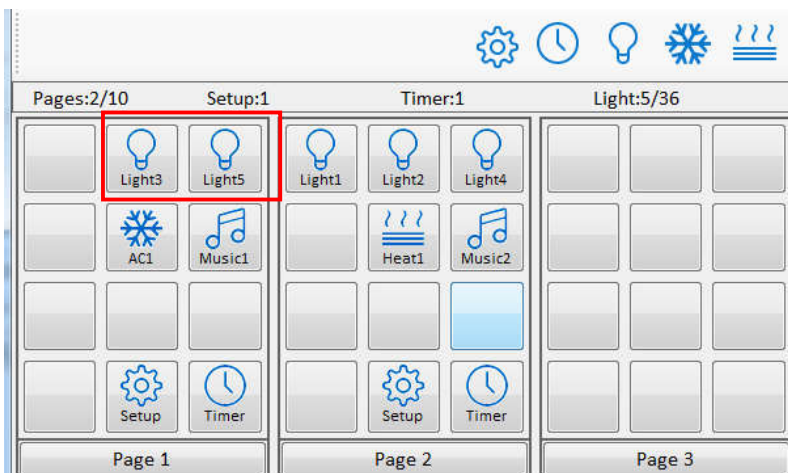 Pages:2/10 Setup:1 Timer:1 Light:5/36
Light3 Light5 Light1 Light2 Light4
AC1 Music1 Heat1 Music2
Setup Timer Setup Timer
Page 1 Page 2 Page 3